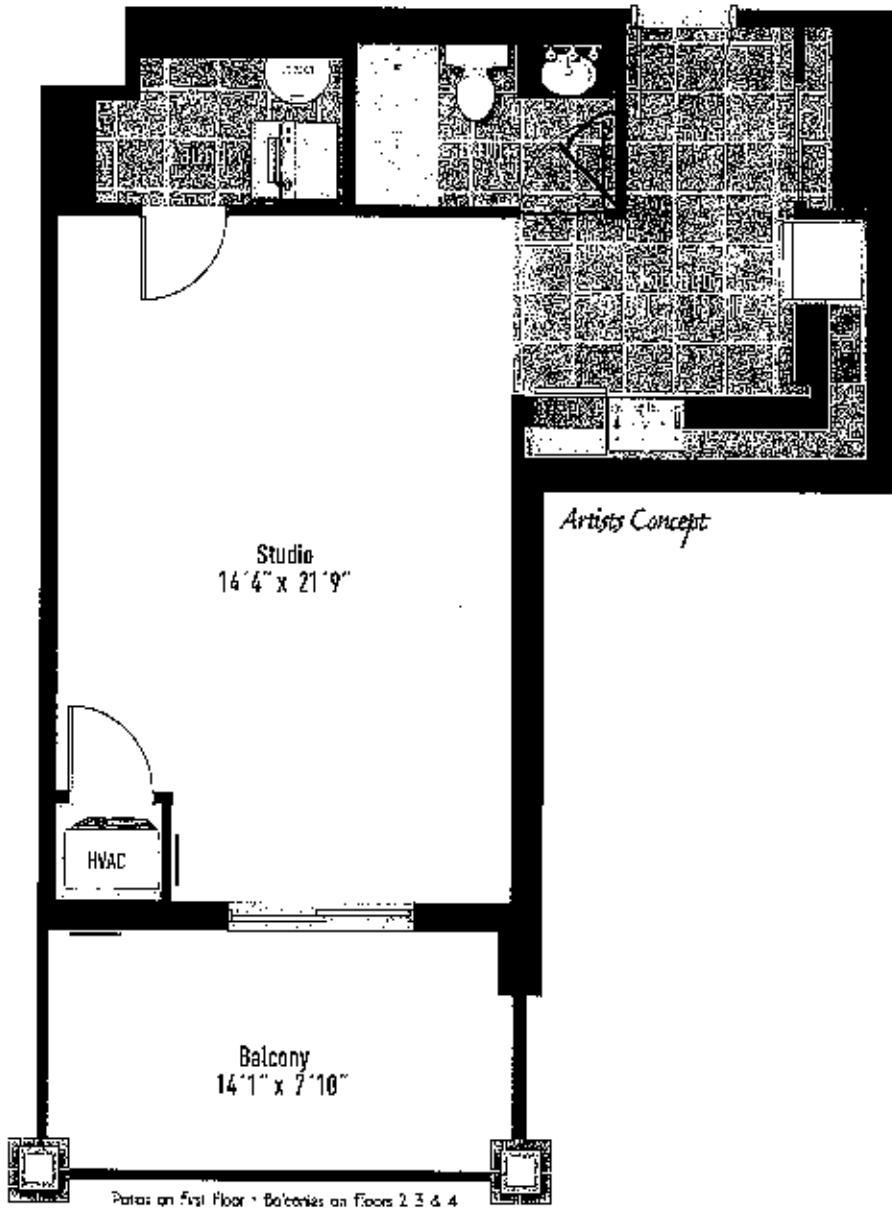 Artists Concept
Studio
14'4" x 21'9"
HVAC
Balcony
14'1" x 7'10"
Patios on First Floor • Balconies on Floors 2 3 & 4